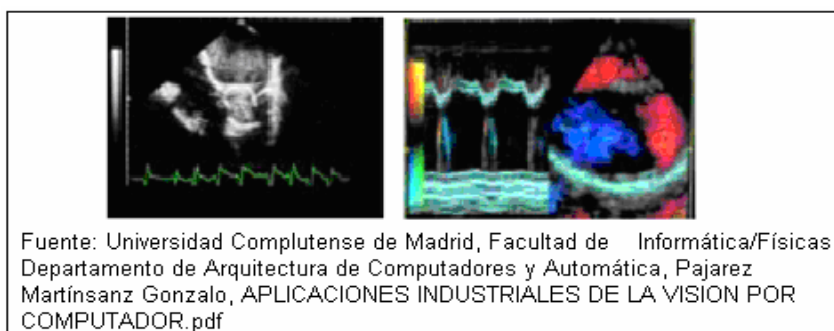 Fuente: Universidad Complutense de Madrid, Facultad de Informática/Físicas
Departamento de Arquitectura de Computadores y Automática, Pajarez
Martínsanz Gonzalo, APLICACIONES INDUSTRIALES DE LA VISION POR
COMPUTADOR.pdf